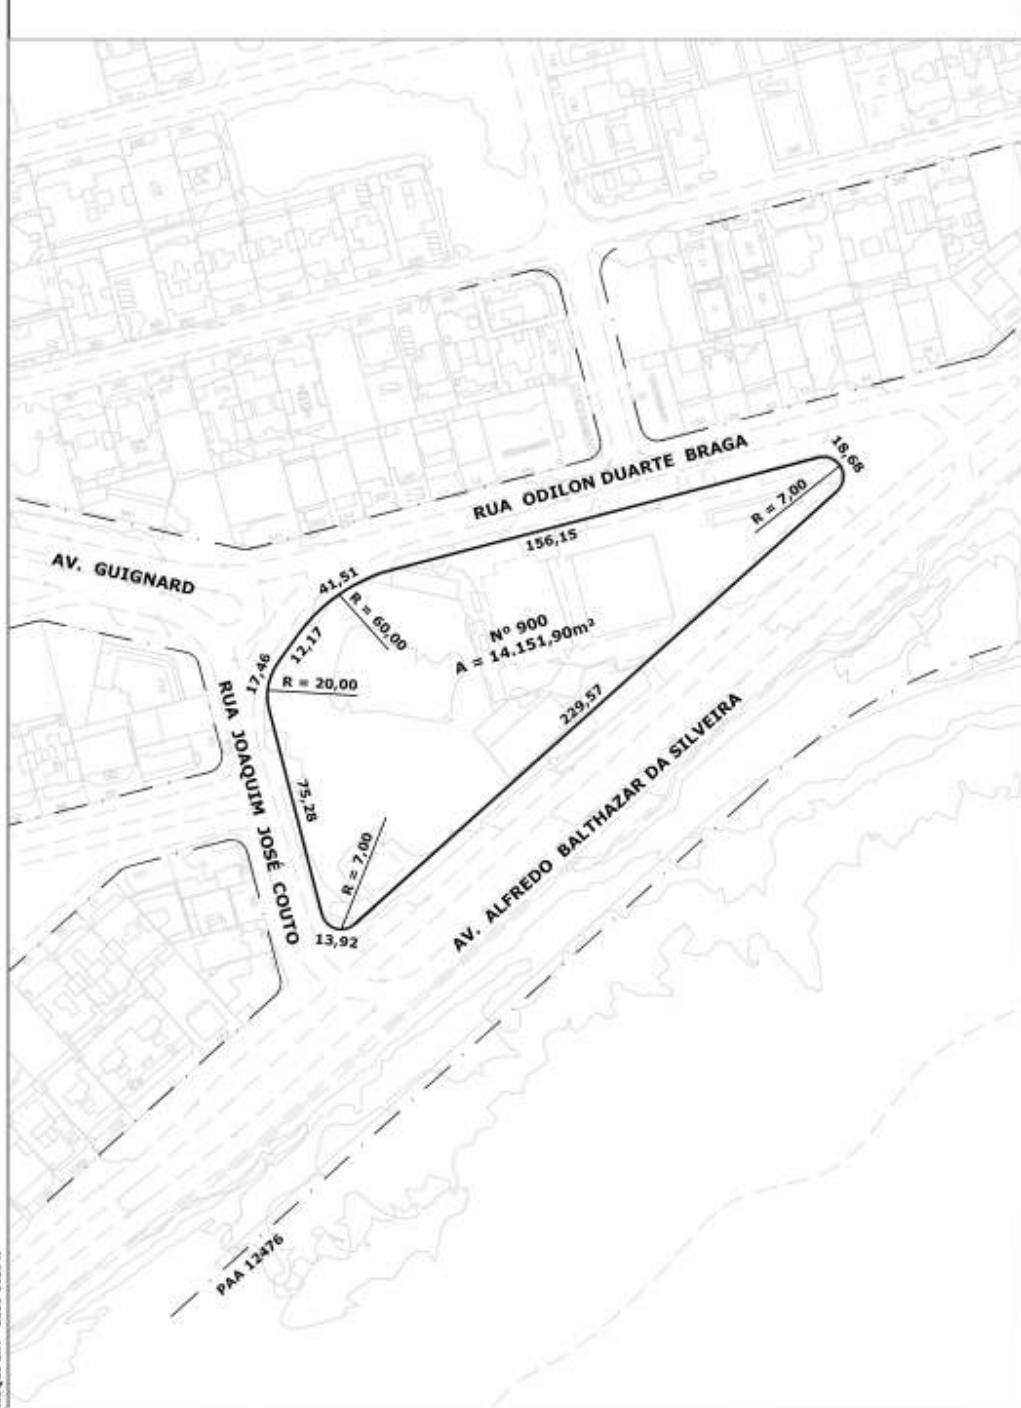 18,68
RUA ODILON DUARTE BRAGA
R = 7,00
156,15
AV. GUIGNARD
41,51
R = 60,00
Nº 900
A = 14.151,90m²
12,17
17,46
R = 20,00
RUA JOAQUIM JOSÉ COUTO
229,57
75,28
R = 7,00
13,92
AV. ALFREDO BALTHAZAR DA SILVEIRA
PAA 12476